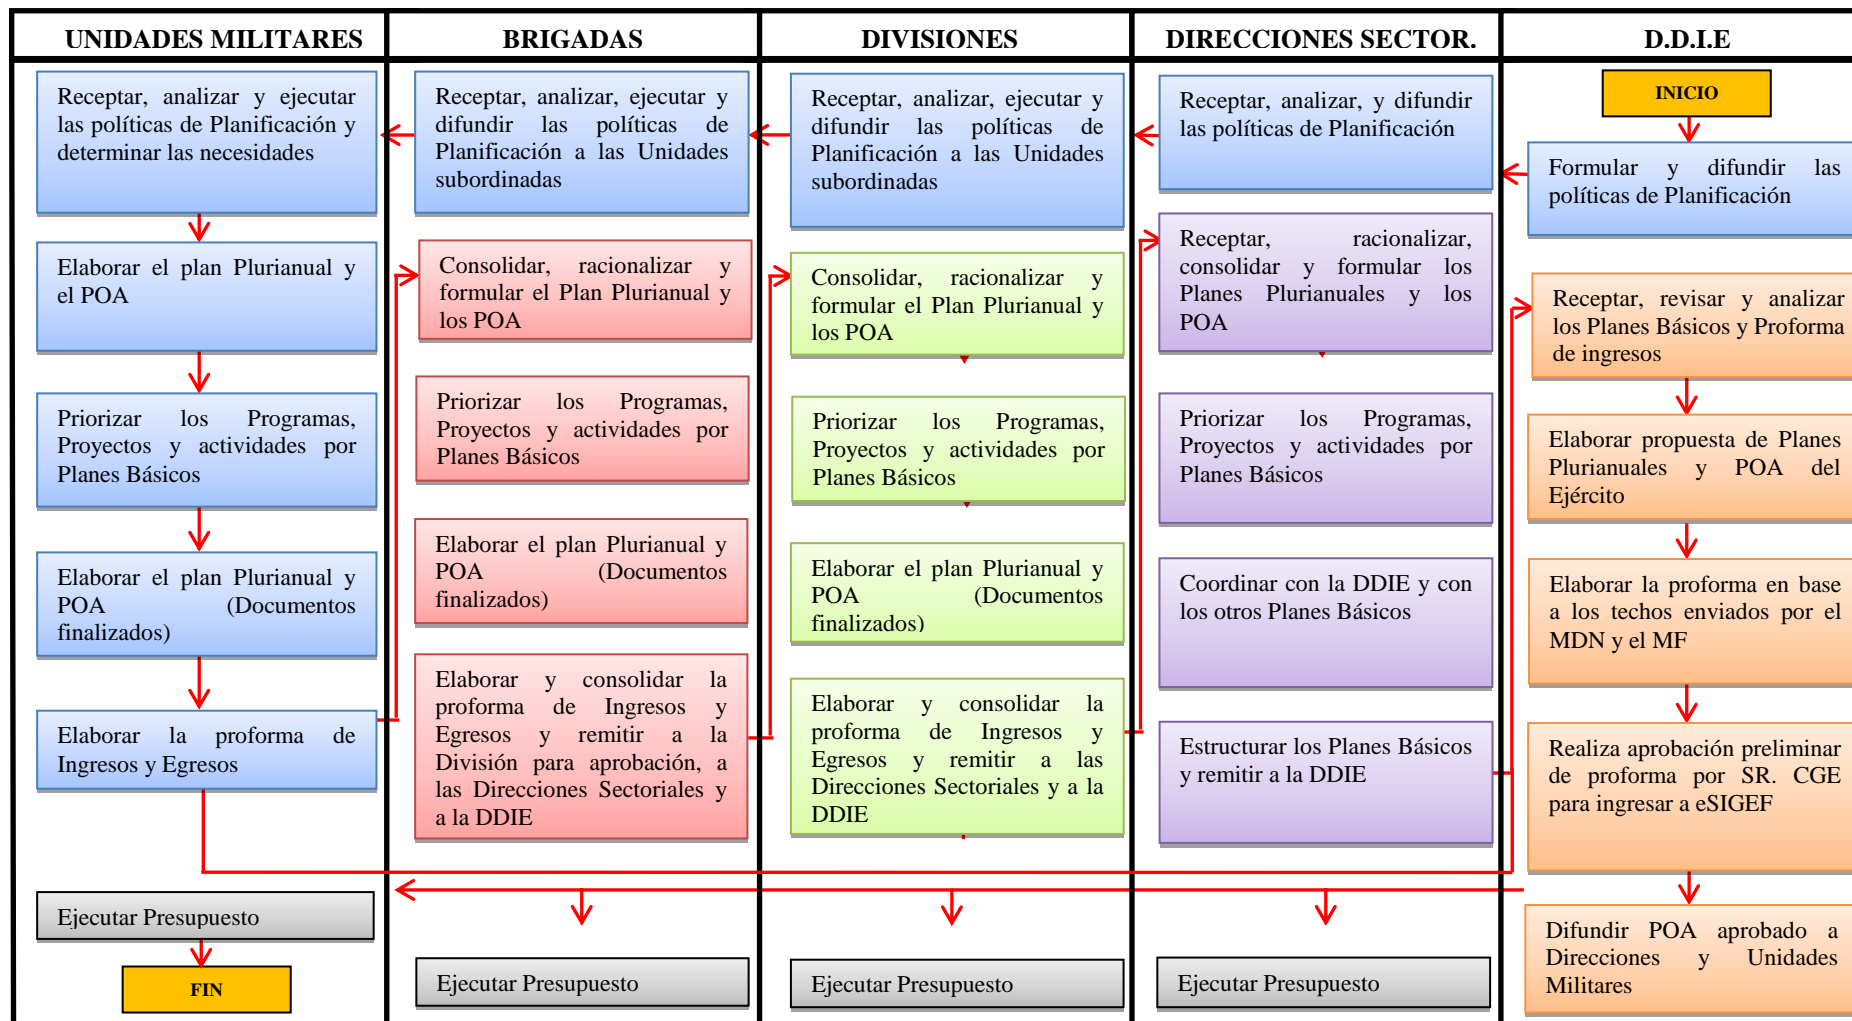 UNIDADES MILITARES
BRIGADAS
DIVISIONES
DIRECCIONES SECTOR.
D.D.I.E
Receptar, analizar y ejecutar
las políticas de Planificación y
determinar las necesidades
Elaborar el plan Plurianual y
el POA
Priorizar los Programas,
Proyectos y actividades por
Planes Básicos
Elaborar el plan Plurianual y
POA (Documentos
finalizados)
Elaborar la proforma de
Ingresos y Egresos
Ejecutar Presupuesto
FIN
Receptar, analizar, ejecutar y
difundir las políticas de
Planificación a las Unidades
subordinadas
Consolidar, racionalizar y
formular el Plan Plurianual y
los POA
Priorizar los Programas,
Proyectos y actividades por
Planes Básicos
Elaborar el plan Plurianual y
POA (Documentos
finalizados)
Elaborar y consolidar la
proforma de Ingresos y
Egresos y remitir a la
División para aprobación, a
las Direcciones Sectoriales y
a la DDIE
Ejecutar Presupuesto
Receptar, analizar, ejecutar y
difundir las políticas de
Planificación a las Unidades
subordinadas
Consolidar, racionalizar y
formular el Plan Plurianual y
los POA
Priorizar los Programas,
Proyectos y actividades por
Planes Básicos
Elaborar el plan Plurianual y
POA (Documentos
finalizados)
Elaborar y consolidar la
proforma de Ingresos y
Egresos y remitir a las
Direcciones Sectoriales y a la
DDIE
Ejecutar Presupuesto
Receptar, analizar, y difundir
las políticas de Planificación
Receptar, racionalizar,
consolidar y formular los
Planes Plurianuales y los
POA
Priorizar los Programas,
Proyectos y actividades por
Planes Básicos
Coordinar con la DDIE y con
los otros Planes Básicos
Estructurar los Planes Básicos
y remitir a la DDIE
Ejecutar Presupuesto
INICIO
Formular y difundir las
políticas de Planificación
Receptar, revisar y analizar
los Planes Básicos y Proforma
de ingresos
Elaborar propuesta de Planes
Plurianuales y POA del
Ejército
Elaborar la proforma en base
a los techos enviados por el
MDN y el MF
Realiza aprobación preliminar
de proforma por SR. CGE
para ingresar a eSIGEF
Difundir POA aprobado a
Direcciones y Unidades
Militares